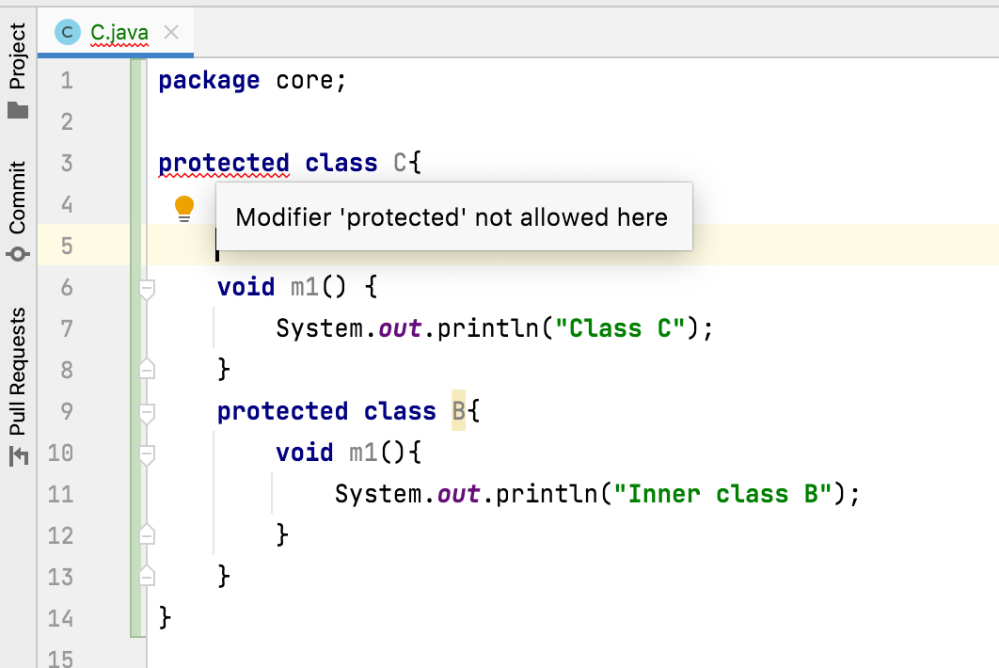 C C.java
Project
Commit
Pull Requests
1 package core;
2
3 protected class C{
4
Modifier 'protected' not allowed here
5
6 void m1() {
7 System.out.println("Class C");
8 }
9 protected class B{
10 void m1(){
11 System.out.println("Inner class B");
12 }
13 }
14 }
15